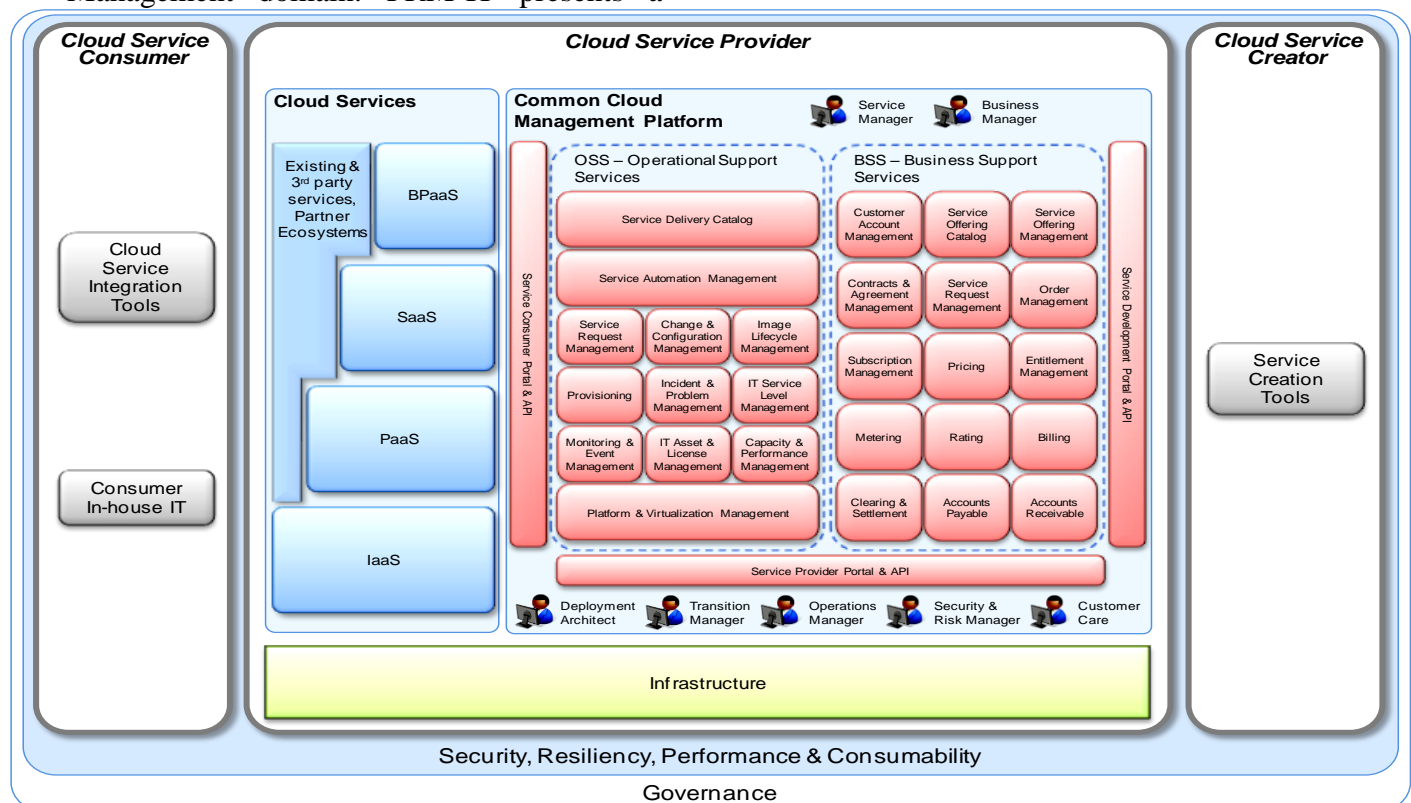 Management domain.
presents a
Cloud Service
Consumer
Cloud Service Provider
Cloud Service
Creator
Cloud Services
Common Cloud
Management Platform
Service
Manager
Business
Manager
Existing &
3rd party
services,
Partner
Ecosystems
BPaaS
SaaS
PaaS
IaaS
Cloud
Service
Integration
Tools
Consumer
In-house IT
Service Consumer Portal & API
OSS – Operational Support
Services
Service Delivery Catalog
Service Automation Management
Service
Request
Management
Change &
Configuration
Management
Image
Lifecycle
Management
Provisioning
Incident &
Problem
Management
IT Service
Level
Management
Monitoring &
Event
Management
IT Asset &
License
Management
Capacity &
Performance
Management
Platform & Virtualization Management
BSS – Business Support
Services
Customer
Account
Management
Service
Offering
Catalog
Service
Offering
Management
Contracts &
Agreement
Management
Service
Request
Management
Order
Management
Subscription
Management
Pricing
Entitlement
Management
Metering
Rating
Billing
Clearing &
Settlement
Accounts
Payable
Accounts
Receivable
Service Development Portal & API
Service Provider Portal & API
Deployment
Architect
Transition
Manager
Operations
Manager
Security &
Risk Manager
Customer
Care
Service
Creation
Tools
Infrastructure
Security, Resiliency, Performance & Consumability
Governance